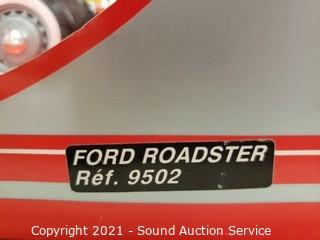 FORD ROADSTER
Réf. 9502
Copyright 2021 - Sound Auction Service